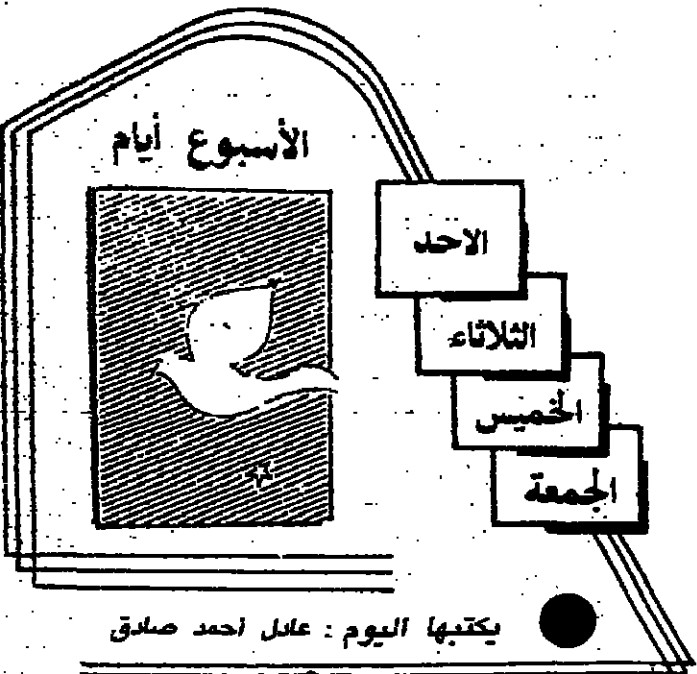 الأسبوع أيام
الاحد
الثلاثاء
الخميس
الجمعة
يكتبها اليوم : عادل احمد صادق